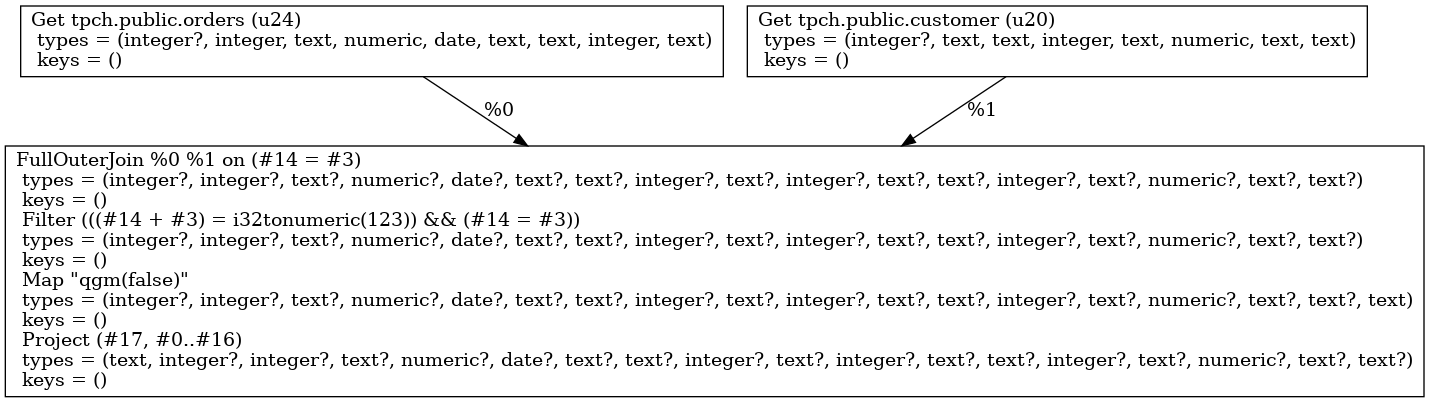 Get tpch.public.orders (u24)
types = (integer?, integer, text, numeric, date, text, text, integer, text)
keys = ()
Get tpch.public.customer (u20)
types = (integer?, text, text, integer, text, numeric, text, text)
keys = ()
%0
%1
FullOuterJoin %0 %1 on (#14 = #3)
types = (integer?, integer?, text?, numeric?, date?, text?, text?, integer?, text?, integer?, text?, text?, integer?, text?, numeric?, text?, text?)
keys = ()
Filter (((#14 + #3) = i32tonumeric(123)) && (#14 = #3))
types = (integer?, integer?, text?, numeric?, date?, text?, text?, integer?, text?, integer?, text?, text?, integer?, text?, numeric?, text?, text?)
keys = ()
Map "qgm(false)"
types = (integer?, integer?, text?, numeric?, date?, text?, text?, integer?, text?, integer?, text?, text?, integer?, text?, numeric?, text?, text?, text)
keys = ()
Project (#17, #0..#16)
types = (text, integer?, integer?, text?, numeric?, date?, text?, text?, integer?, text?, integer?, text?, text?, integer?, text?, numeric?, text?, text?)
keys = ()